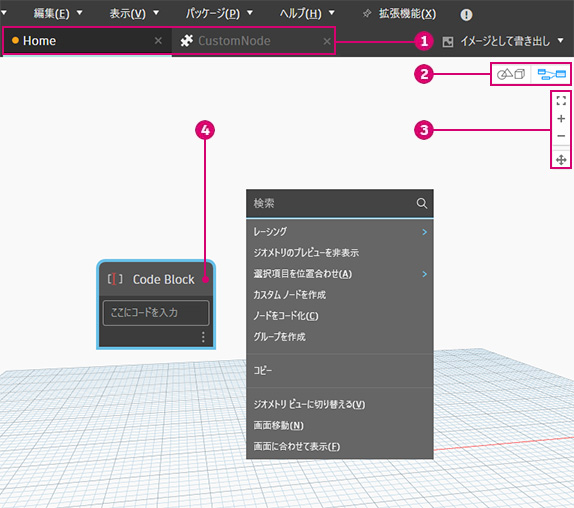 編集(E) 表示(V) パッケージ(P) ヘルプ(H) 拡張機能(X)
Home CustomNode 1 イメージとして書き出し
2
3
4
検索
レーシング
ジオメトリのプレビューを非表示
選択項目を位置合わせ(A)
カスタム ノードを作成
ノードをコード化(C)
グループを作成
コピー
ジオメトリ ビューに切り替える(V)
画面移動(N)
画面に合わせて表示(F)
Code Block
ここにコードを入力